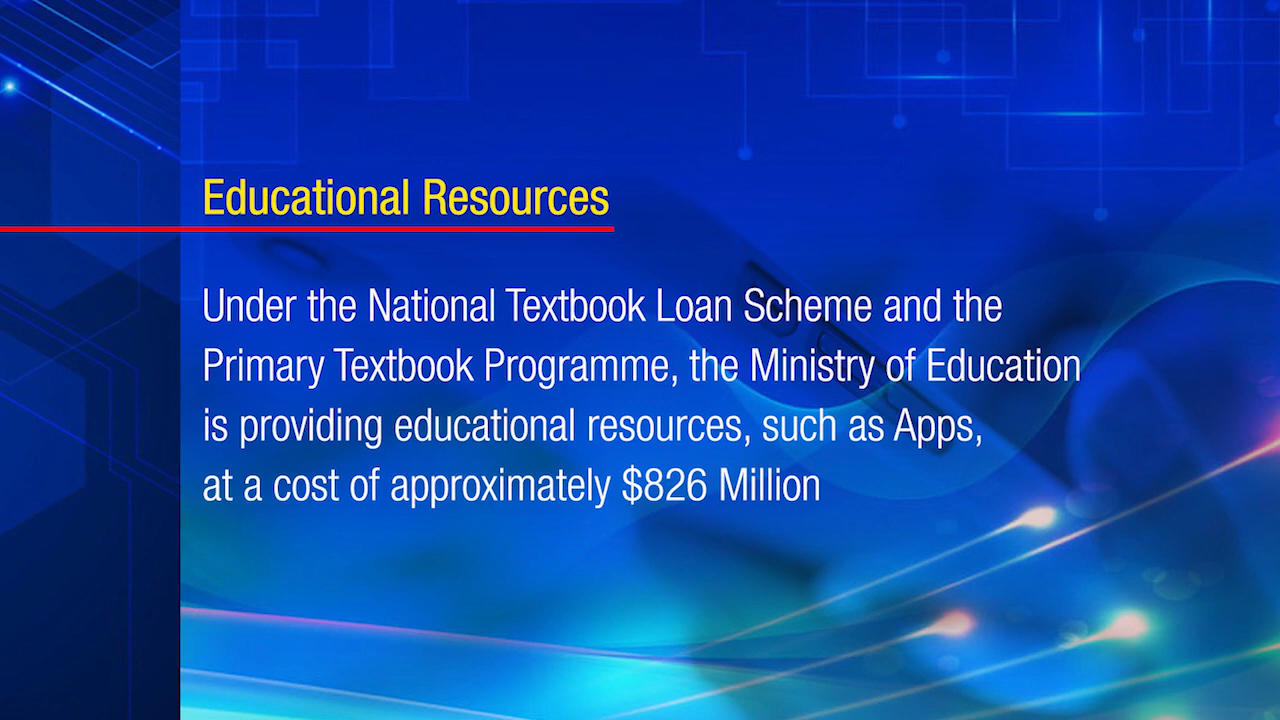 Educational Resources
Under the National Textbook Loan Scheme and the
Primary Textbook Programme, the Ministry of Education
is providing educational resources, such as Apps,
at a cost of approximately $826 Million